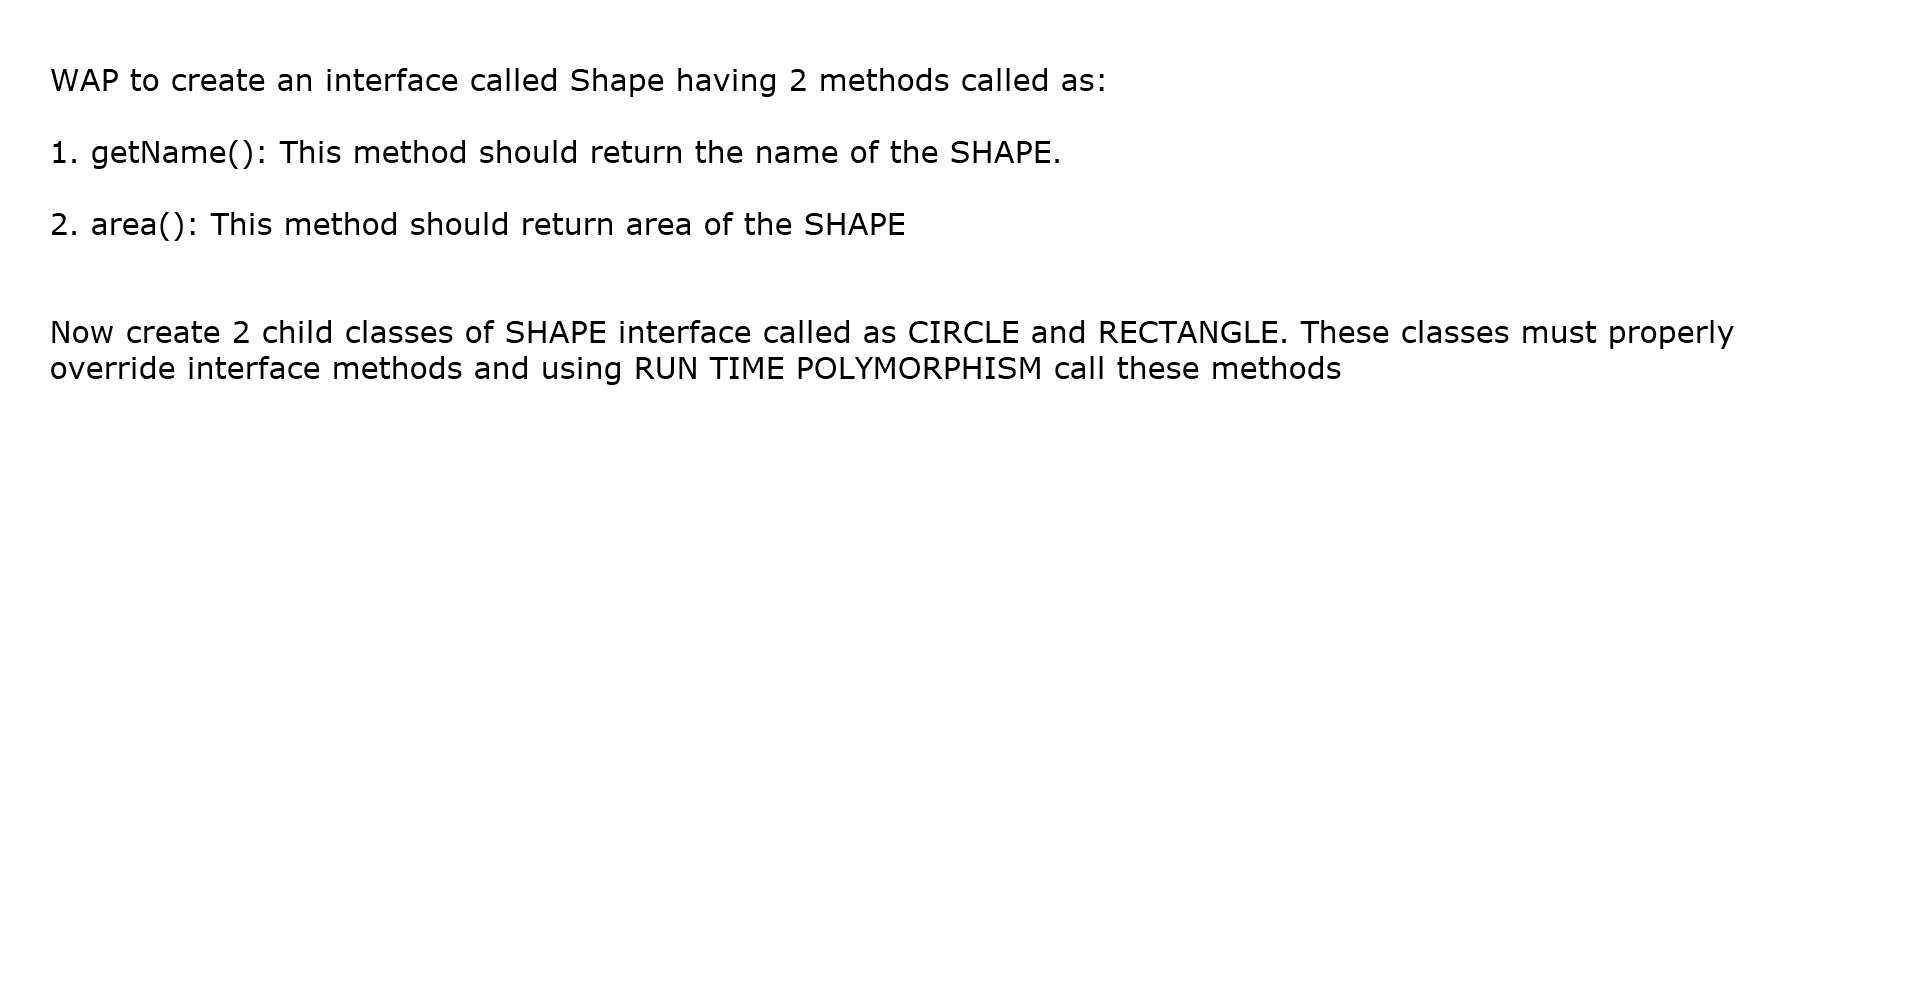 WAP to create an interface called Shape having 2 methods called as:
1. getName(): This method should return the name of the SHAPE.
2. area(): This method should return area of the SHAPE
Now create 2 child classes of SHAPE interface called as CIRCLE and RECTANGLE. These classes must properly
override interface methods and using RUN TIME POLYMORPHISM call these methods